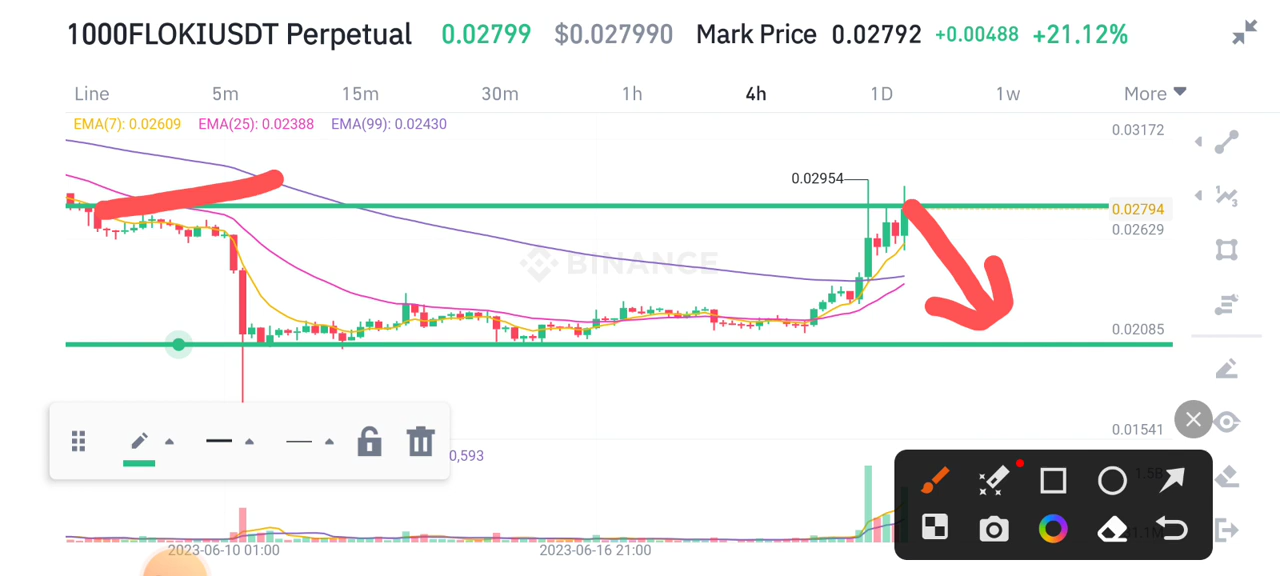 1000FLOKIUSDT Perpetual 0.02799 $0.027990 Mark Price 0.02792 +0.00488 +21.12%
Line 5m 15m 30m 1h 4h 1D 1w More
EMA(7): 0.02609 EMA(25): 0.02388 EMA(99): 0.02430
0.03172
0.02954
0.02794
0.02629
BINANCE
0.02085
0.01541
0,593
2023-06-10 01:00 2023-06-16 21:00